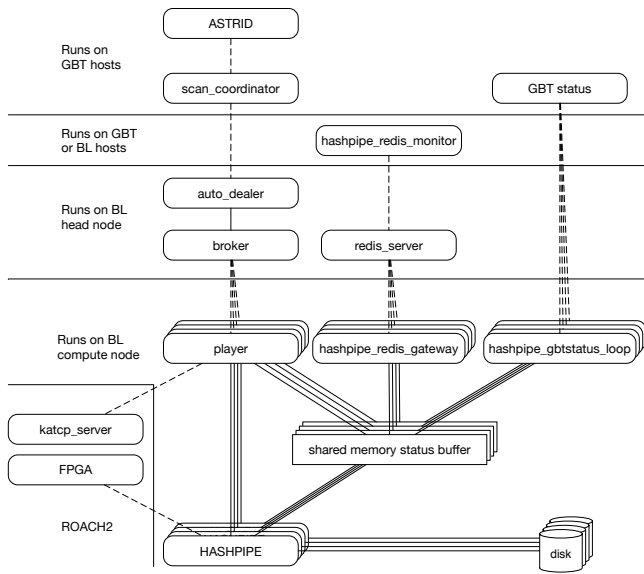 ASTRID
Runs on
GBT hosts
scan_coordinator
GBT status
Runs on GBT
or BL hosts
hashpipe_redis_monitor
auto_dealer
Runs on BL
head node
broker
redis_server
Runs on BL
compute node
player
hashpipe_redis_gateway
hashpipe_gbtstatus_loop
katcp_server
shared memory status buffer
FPGA
ROACH2
HASHPIPE
disk